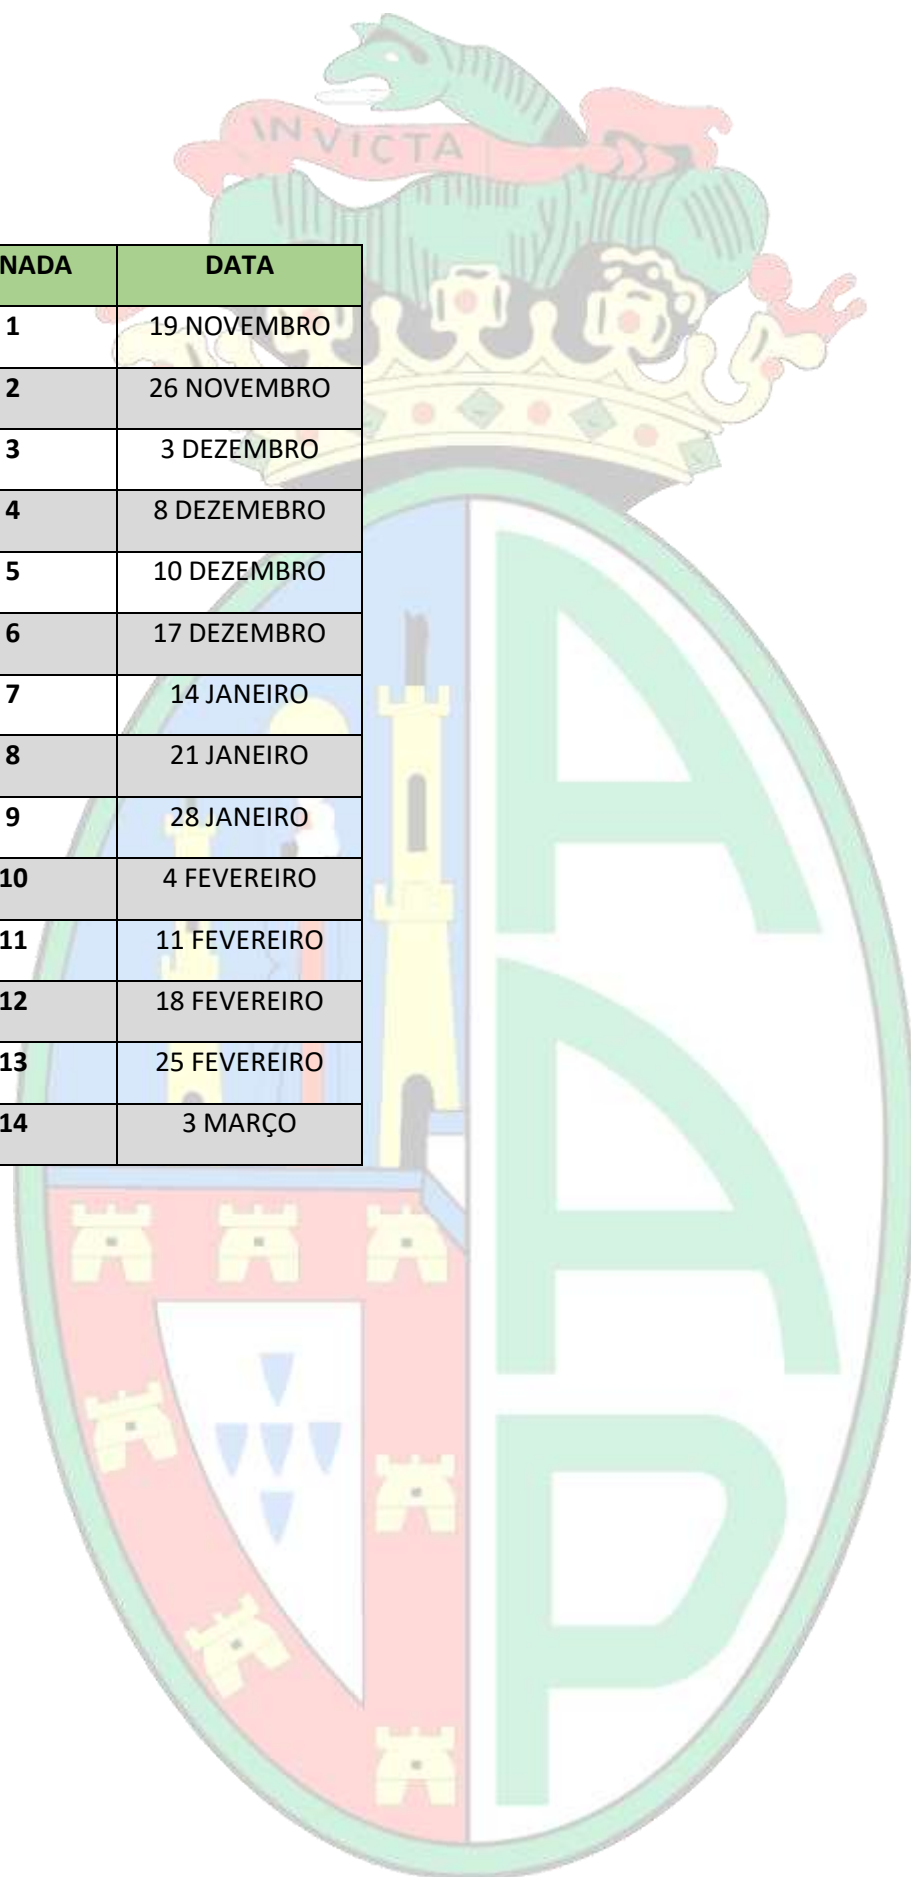 INVICTA
NADA DATA
1 19 NOVEMBRO
2 26 NOVEMBRO
3 3 DEZEMBRO
4 8 DEZEMEBRO
5 10 DEZEMBRO
6 17 DEZEMBRO
7 14 JANEIRO
8 21 JANEIRO
9 28 JANEIRO
10 4 FEVEREIRO
11 11 FEVEREIRO
12 18 FEVEREIRO
13 25 FEVEREIRO
14 3 MARÇO
A
A
P